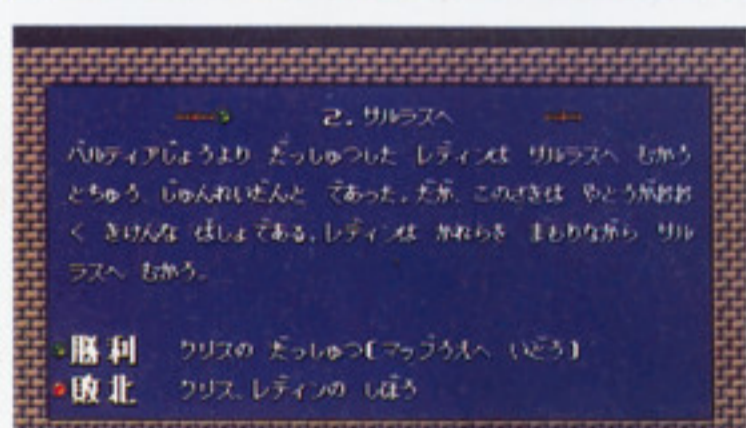 2. サルラスへ
バルディアじょうより だっしゅつした レディンは サルラスへ むかう
とちゅう じゅんれいだんと であった。だが、このさきは やとうがおお
く きけんな ばしょである。レディンは かれらを まもりながら サル
ラスへ むかう。
勝利 クリスの だっしゅつ【マップうえへ いどう】
敗北 クリス、レディンの しぼう